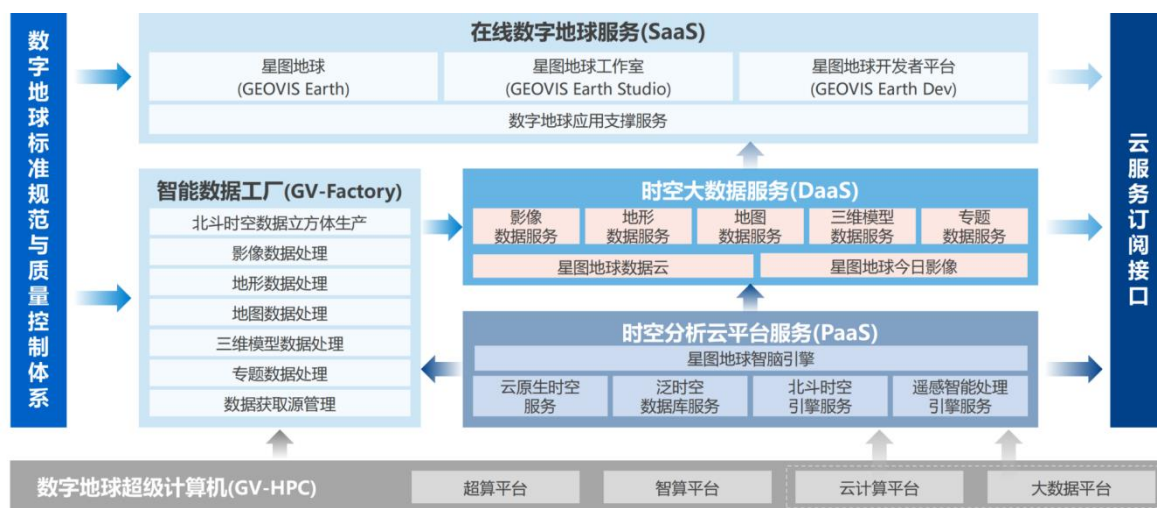 数字地球标准规范与质量控制体系
在线数字地球服务(SaaS)
星图地球
(GEOVIS Earth)
星图地球工作室
(GEOVIS Earth Studio)
星图地球开发者平台
(GEOVIS Earth Dev)
数字地球应用支撑服务
智能数据工厂(GV-Factory)
北斗时空数据立方体生产
影像数据处理
地形数据处理
地图数据处理
三维模型数据处理
专题数据处理
数据获取源管理
时空大数据服务(DaaS)
影像
数据服务
地形
数据服务
地图
数据服务
三维模型
数据服务
专题
数据服务
星图地球数据云
星图地球今日影像
时空分析云平台服务(PaaS)
星图地球智脑引擎
云原生时空
服务
泛时空
数据库服务
北斗时空
引擎服务
遥感智能处理
引擎服务
云服务订阅接口
数字地球超级计算机(GV-HPC)
超算平台
智算平台
云计算平台
大数据平台